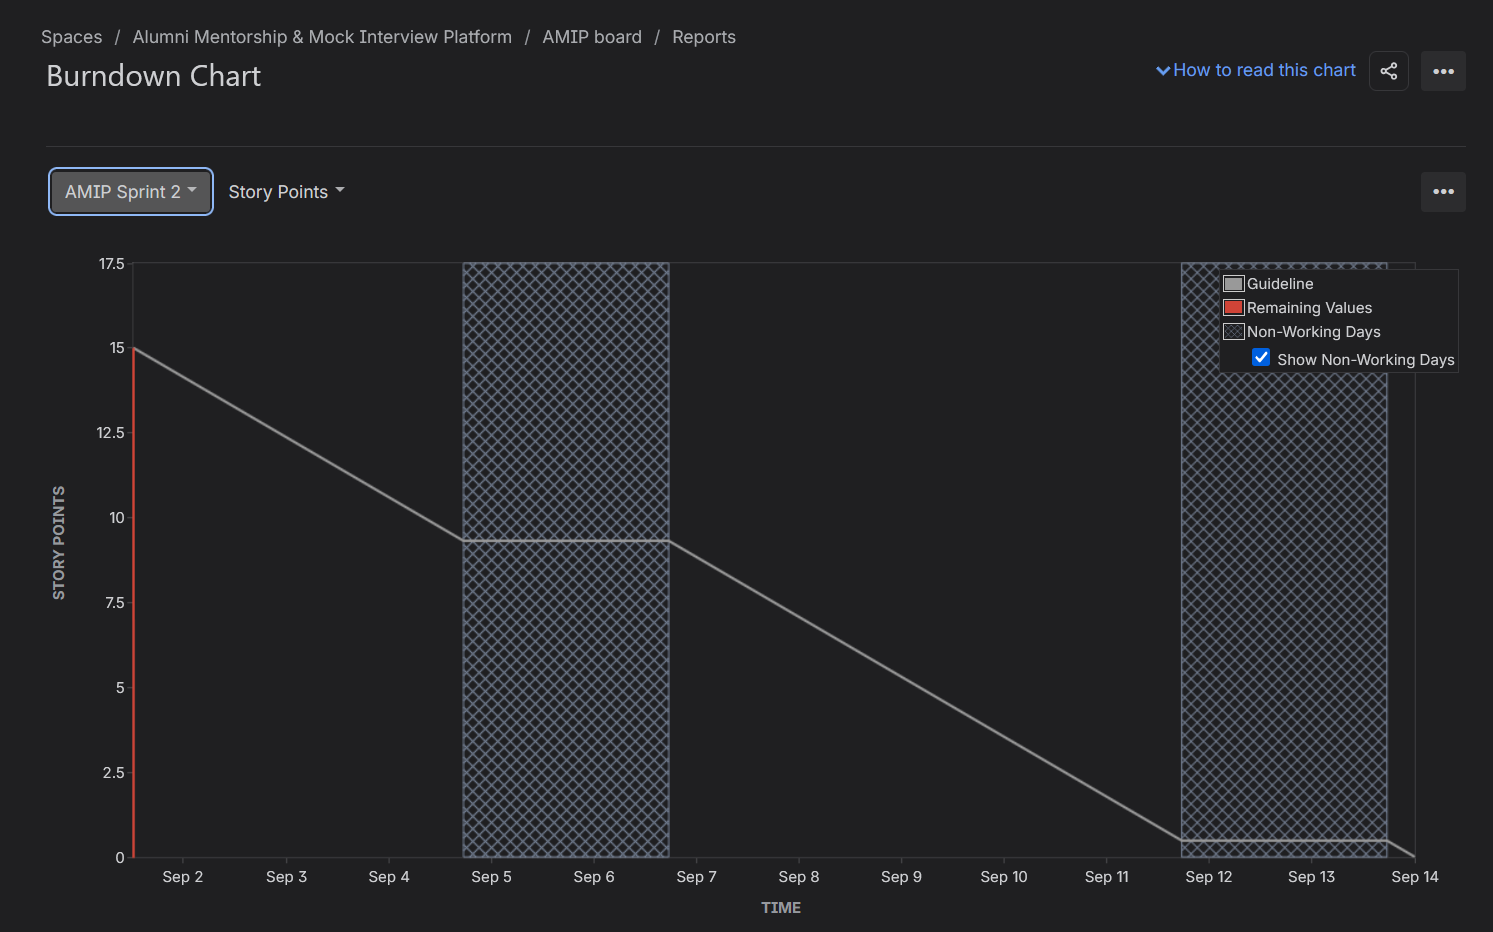 Spaces / Alumni Mentorship & Mock Interview Platform / AMIP board / Reports
Burndown Chart
How to read this chart
AMIP Sprint 2
Story Points
17.5
15
12.5
10
7.5
5
2.5
0
STORY POINTS
Guideline
Remaining Values
Non-Working Days
Show Non-Working Days
Sep 2 Sep 3 Sep 4 Sep 5 Sep 6 Sep 7 Sep 8 Sep 9 Sep 10 Sep 11 Sep 12 Sep 13 Sep 14
TIME